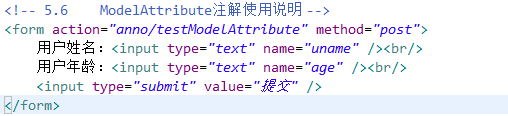 <!-- 5.6    ModelAttribute注解使用说明 -->
<form action="anno/testModelAttribute" method="post">
    用户姓名：<input type="text" name="uname" /><br/>
    用户年龄：<input type="text" name="age" /><br/>
    <input type="submit" value="提交" />
</form>